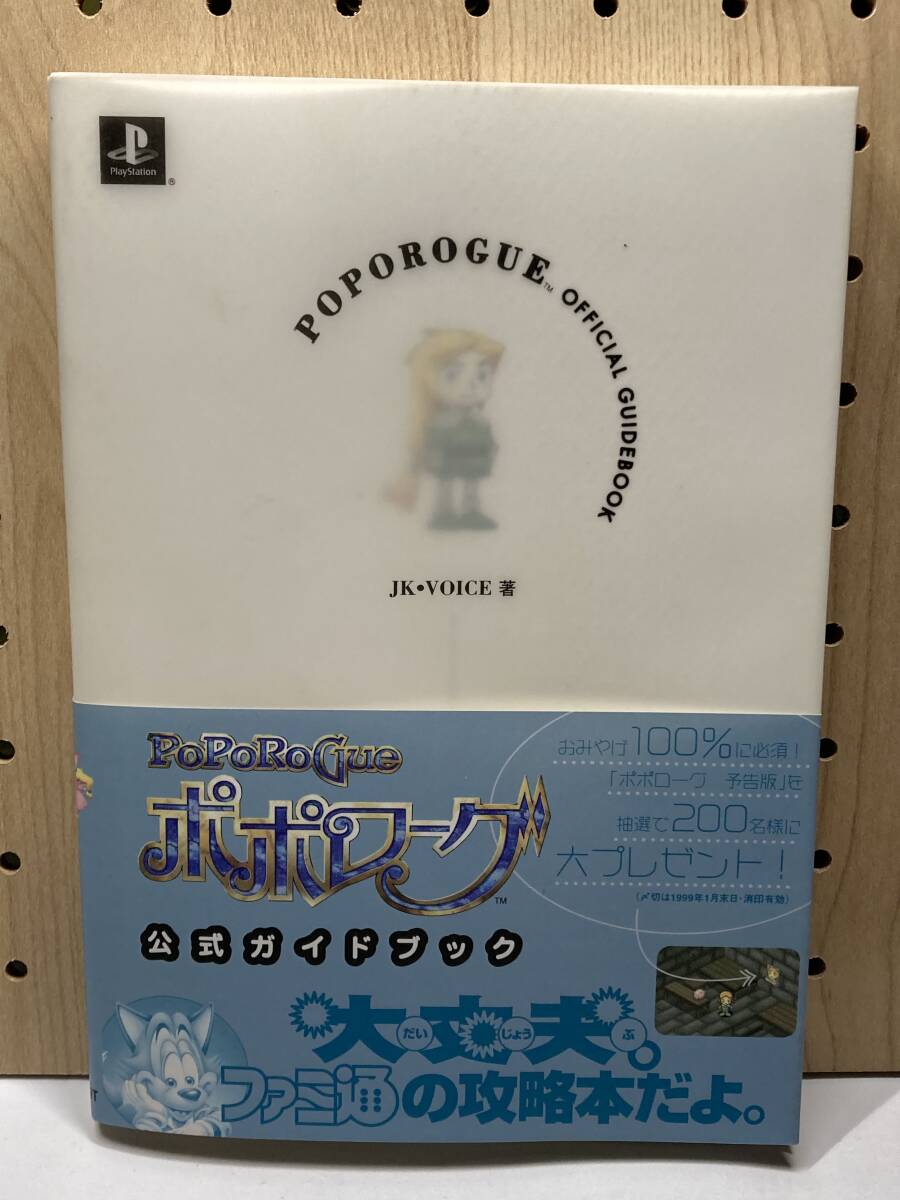 PlayStation
®
POPOROGUE™ OFFICIAL GUIDEBOOK
JK•VOICE 著
PoPoRoGue
ポポローグ
™
公式ガイドブック
おみやげ100%に必須!
「ポポローグ 予告版」を
抽選で200名様に
大プレゼント!
(〆切は1999年1月末日・消印有効)
大丈夫。
だい じょう ぶ
ファミ通の攻略本だよ。